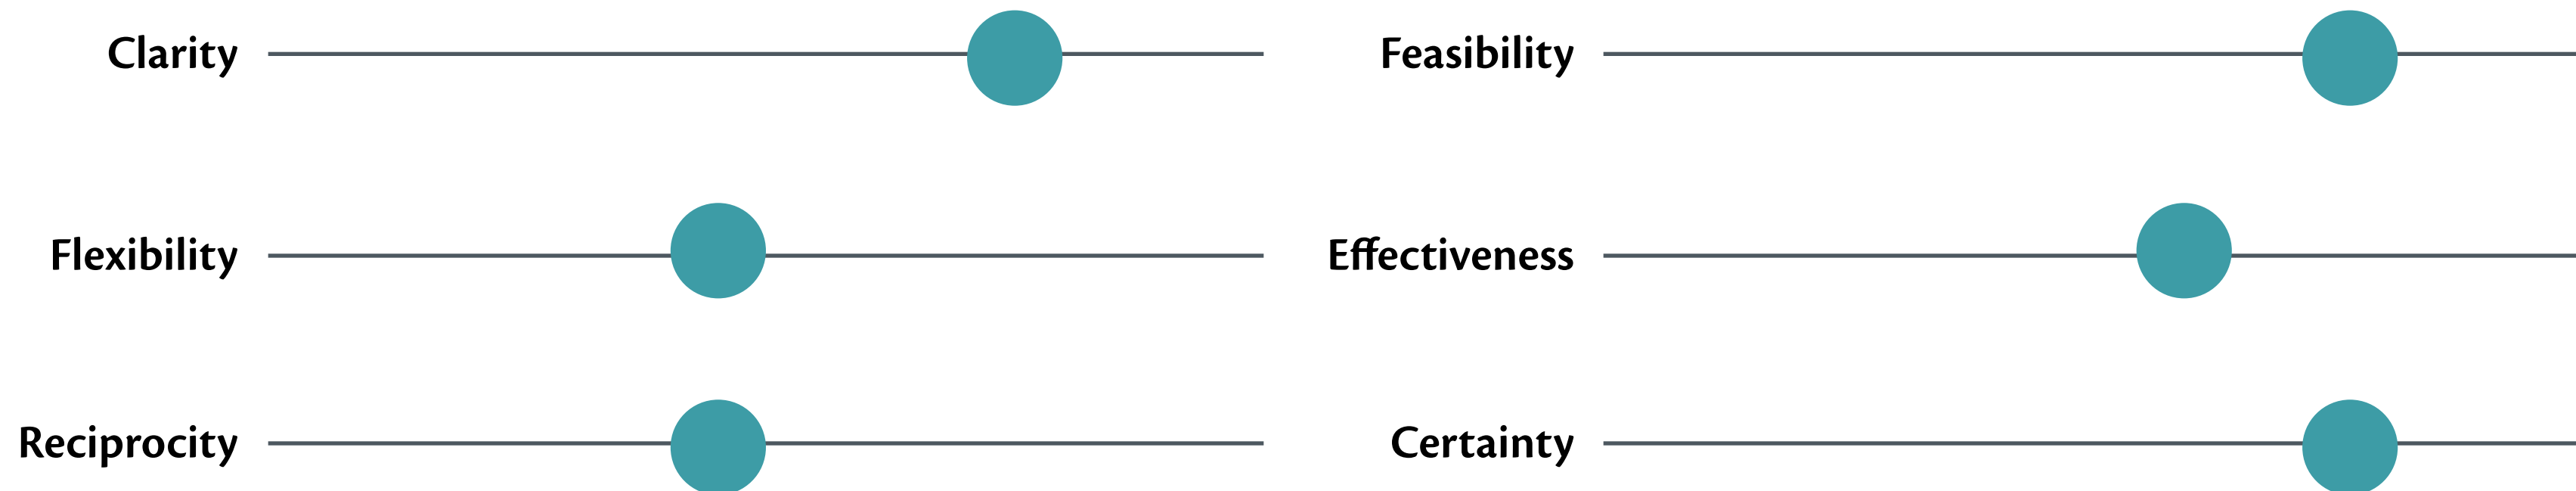 Clarity
Feasibility
Flexibility
Effectiveness
Reciprocity
Certainty